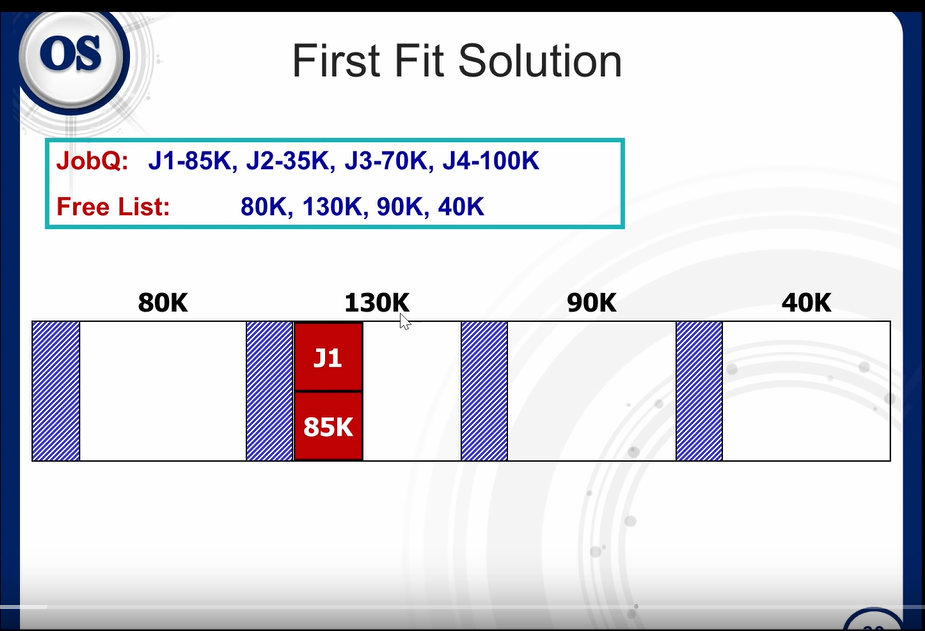 OS
First Fit Solution
JobQ: J1-85K, J2-35K, J3-70K, J4-100K
Free List: 80K, 130K, 90K, 40K
80K 130K 90K 40K
J1
85K